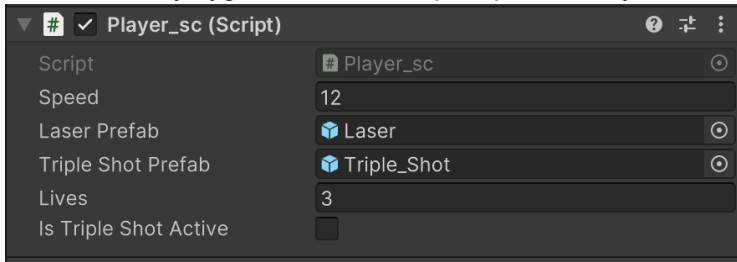 Player_sc (Script)
Script Player_sc
Speed 12
Laser Prefab Laser
Triple Shot Prefab Triple_Shot
Lives 3
Is Triple Shot Active